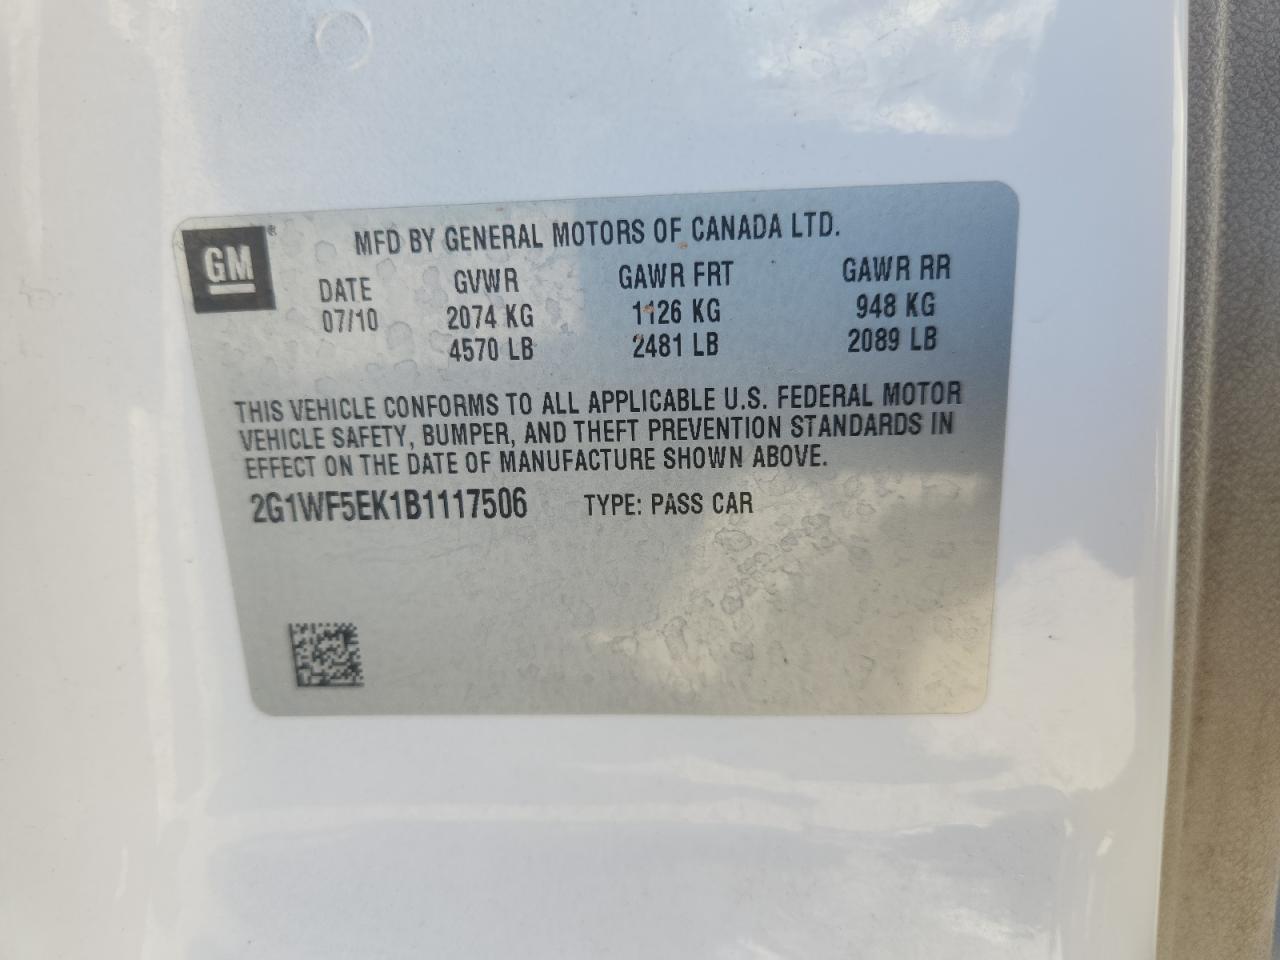 GM®
MFD BY GENERAL MOTORS OF CANADA LTD.
DATE GVWR GAWR FRT GAWR RR
07/10 2074 KG 1126 KG 948 KG
4570 LB 2481 LB 2089 LB
THIS VEHICLE CONFORMS TO ALL APPLICABLE U.S. FEDERAL MOTOR
VEHICLE SAFETY, BUMPER, AND THEFT PREVENTION STANDARDS IN
EFFECT ON THE DATE OF MANUFACTURE SHOWN ABOVE.
2G1WF5EK1B1117506 TYPE: PASS CAR